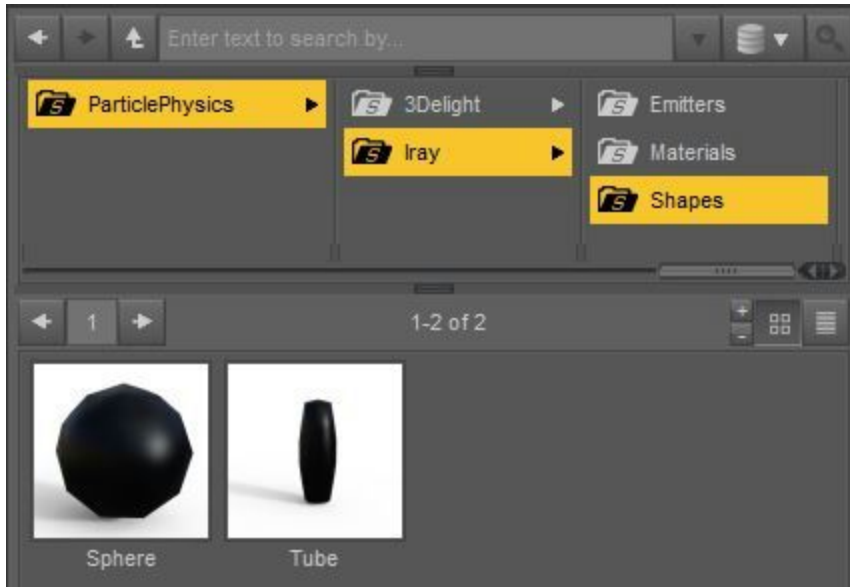 Enter text to search by...
ParticlePhysics
3Delight
Emitters
Iray
Materials
Shapes
1
1-2 of 2
Sphere
Tube